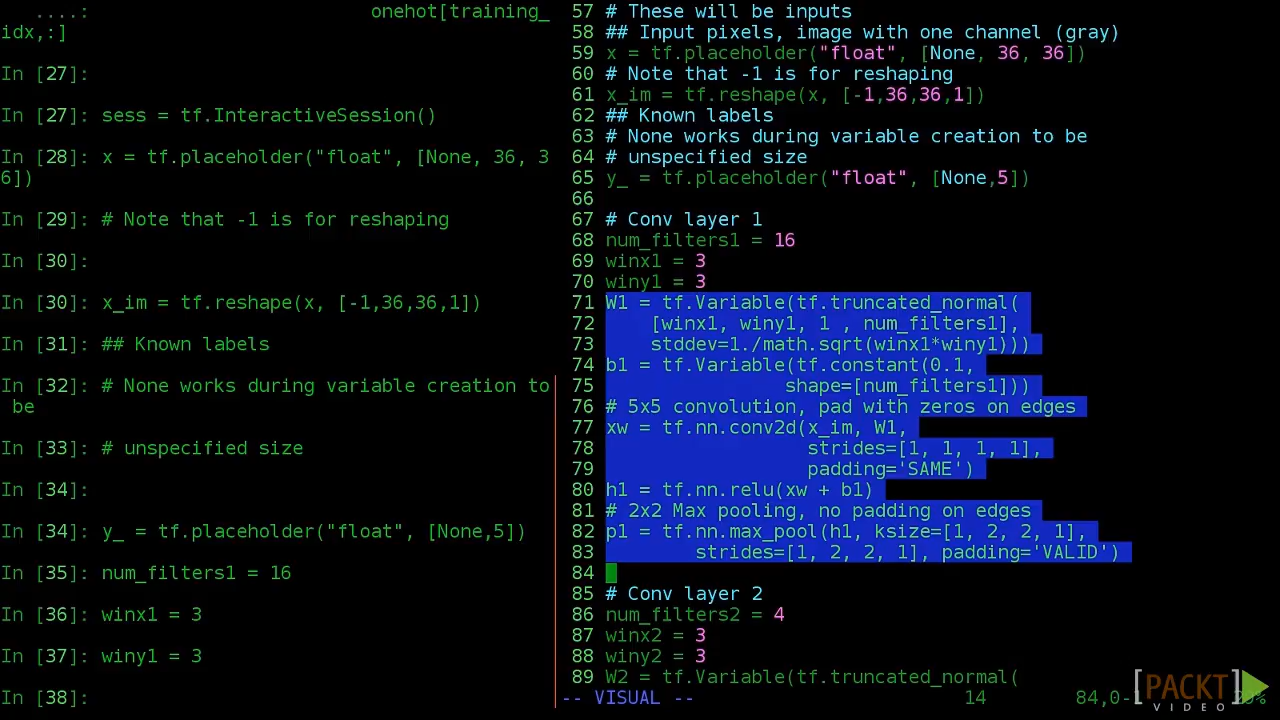 ....:                         onehot[training_
idx,:]
In [27]:
In [27]: sess = tf.InteractiveSession()
In [28]: x = tf.placeholder("float", [None, 36, 3
6])
In [29]: # Note that -1 is for reshaping
In [30]:
In [30]: x_im = tf.reshape(x, [-1,36,36,1])
In [31]: ## Known labels
In [32]: # None works during variable creation to
 be
In [33]: # unspecified size
In [34]:
In [34]: y_ = tf.placeholder("float", [None,5])
In [35]: num_filters1 = 16
In [36]: winx1 = 3
In [37]: winy1 = 3
In [38]:
57 # These will be inputs
58 ## Input pixels, image with one channel (gray)
59 x = tf.placeholder("float", [None, 36, 36])
60 # Note that -1 is for reshaping
61 x_im = tf.reshape(x, [-1,36,36,1])
62 ## Known labels
63 # None works during variable creation to be
64 # unspecified size
65 y_ = tf.placeholder("float", [None,5])
66
67 # Conv layer 1
68 num_filters1 = 16
69 winx1 = 3
70 winy1 = 3
71 W1 = tf.Variable(tf.truncated_normal(
72     [winx1, winy1, 1 , num_filters1],
73     stddev=1./math.sqrt(winx1*winy1)))
74 b1 = tf.Variable(tf.constant(0.1,
75                 shape=[num_filters1]))
76 # 5x5 convolution, pad with zeros on edges
77 xw = tf.nn.conv2d(x_im, W1,
78                   strides=[1, 1, 1, 1],
79                   padding='SAME')
80 h1 = tf.nn.relu(xw + b1)
81 # 2x2 Max pooling, no padding on edges
82 p1 = tf.nn.max_pool(h1, ksize=[1, 2, 2, 1],
83         strides=[1, 2, 2, 1], padding='VALID')
84
85 # Conv layer 2
86 num_filters2 = 4
87 winx2 = 3
88 winy2 = 3
89 W2 = tf.Variable(tf.truncated_normal(
-- VISUAL --                        14        84,0-1
[PACKT]
VIDEO